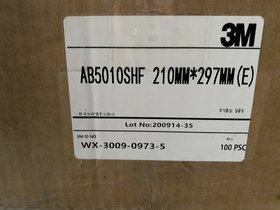 3M
AB5010SHF 210MM*297MM(E)
Lot No:200914-35
3M ID NO
WX-3009-0973-5
100 PSC